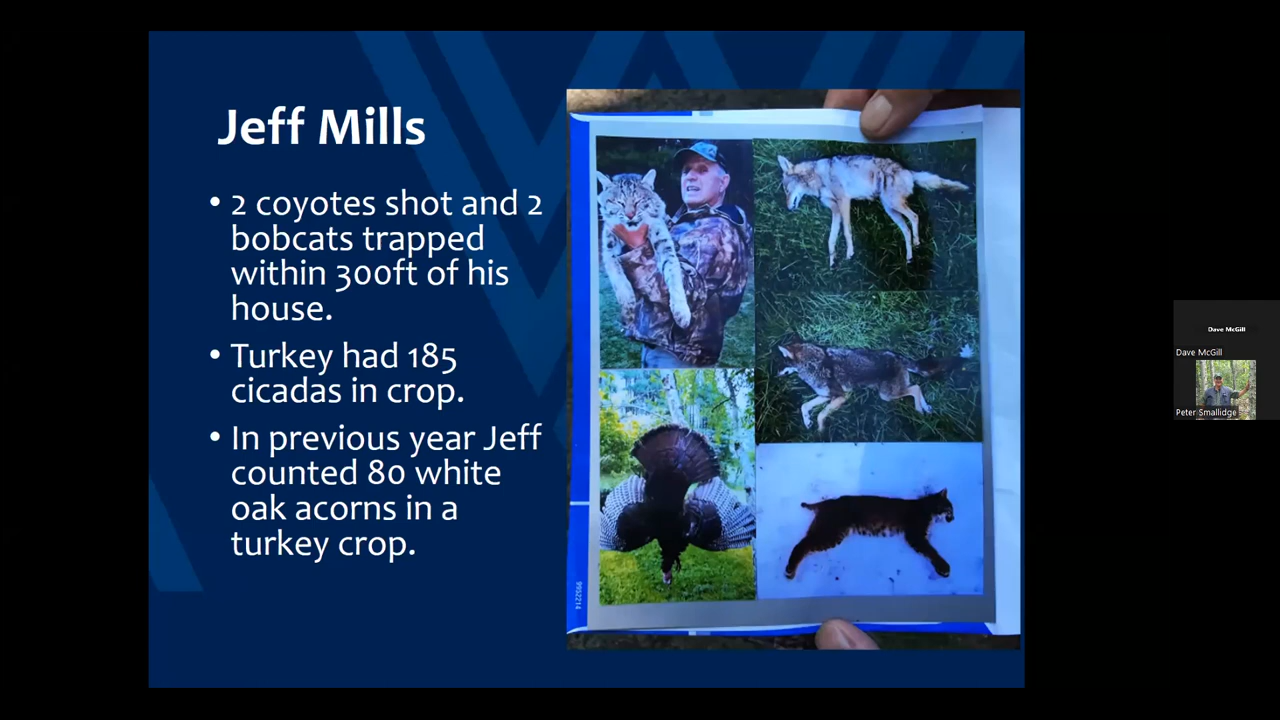 Jeff Mills
• 2 coyotes shot and 2
bobcats trapped
within 300ft of his
house.
• Turkey had 185
cicadas in crop.
• In previous year Jeff
counted 80 white
oak acorns in a
turkey crop.
9952214
Dave McGill
Dave McGill
Peter Smallidge